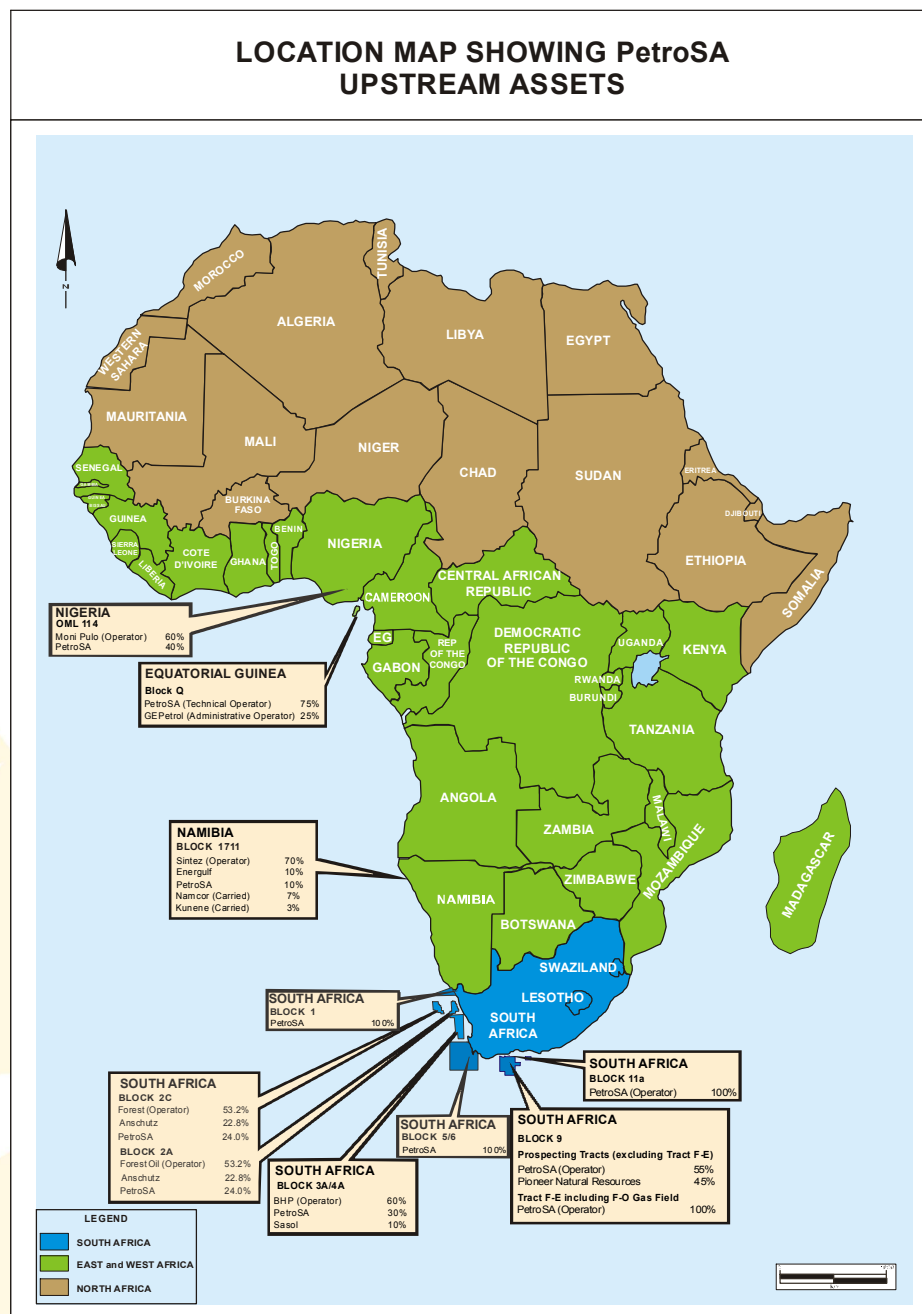 LOCATION MAP SHOWING PetroSA
UPSTREAM ASSETS
N
MOROCCO
TUNISIA
ALGERIA
LIBYA
EGYPT
WESTERN
SAHARA
MAURITANIA
MALI
NIGER
CHAD
SUDAN
ERITREA
DJIBOUTI
ETHIOPIA
SOMALIA
SENEGAL
GUINEA
SIERRA
LEONE
LIBERIA
COTE
D'IVOIRE
BURKINA
FASO
GHANA
TOGO
BENIN
NIGERIA
CAMEROON
CENTRAL AFRICAN
REPUBLIC
EG
GABON
REP
OF THE
CONGO
DEMOCRATIC
REPUBLIC
OF THE CONGO
UGANDA
KENYA
RWANDA
BURUNDI
TANZANIA
ANGOLA
ZAMBIA
MALAWI
MOZAMBIQUE
ZIMBABWE
MADAGASCAR
NAMIBIA
BOTSWANA
SWAZILAND
LESOTHO
SOUTH
AFRICA
NIGERIA
OML 114
Moni Pulo (Operator) 60%
PetroSA 40%
EQUATORIAL GUINEA
Block Q
PetroSA (Technical Operator) 75%
GEPetrol (Administrative Operator) 25%
NAMIBIA
BLOCK 1711
Sintez (Operator) 70%
Energulf 10%
PetroSA 10%
Namcor (Carried) 7%
Kunene (Carried) 3%
SOUTH AFRICA
BLOCK 1
PetroSA 100%
SOUTH AFRICA
BLOCK 2C
Forest (Operator) 53.2%
Anschutz 22.8%
PetroSA 24.0%
BLOCK 2A
Forest Oil (Operator) 53.2%
Anschutz 22.8%
PetroSA 24.0%
SOUTH AFRICA
BLOCK 3A/4A
BHP (Operator) 60%
PetroSA 30%
Sasol 10%
SOUTH AFRICA
BLOCK 5/6
PetroSA 100%
SOUTH AFRICA
BLOCK 11a
PetroSA (Operator) 100%
SOUTH AFRICA
BLOCK 9
Prospecting Tracts (excluding Tract F-E)
PetroSA (Operator) 55%
Pioneer Natural Resources 45%
Tract F-E including F-O Gas Field
PetroSA (Operator) 100%
LEGEND
SOUTH AFRICA
EAST and WEST AFRICA
NORTH AFRICA